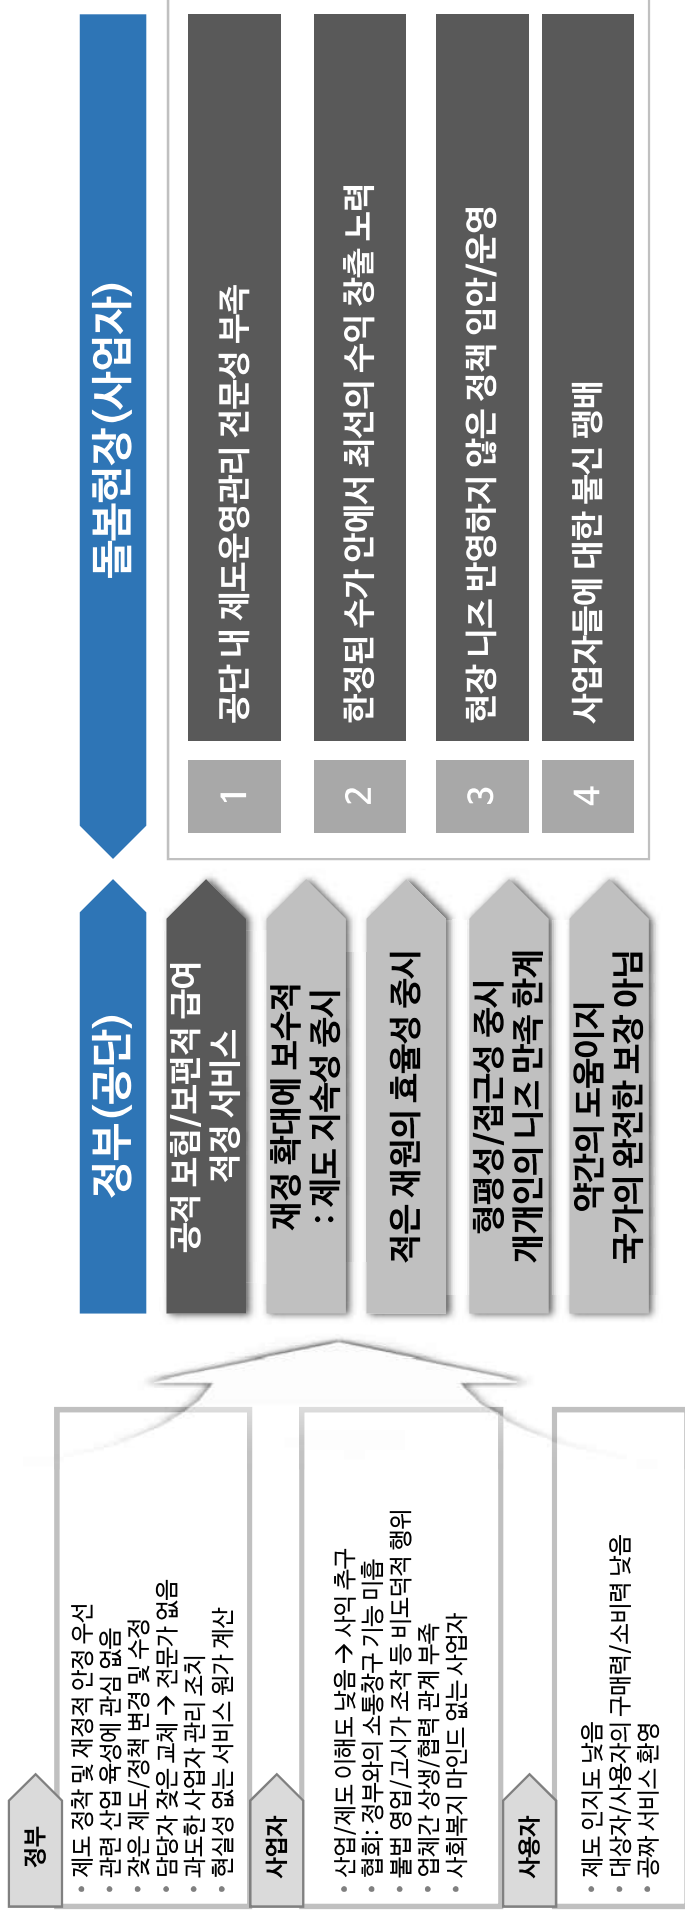 정부
• 제도 정착 및 재정적 안정 우선
• 관련 산업 육성에 관심 없음
• 잦은 제도/정책 변경 및 수정
• 담당자 잦은 교체 → 전문가 없음
• 과도한 사업자 관리 조치
• 현실성 없는 서비스 원가 계산
사업자
• 산업/제도 이해도 낮음 → 사익 추구
• 협회: 정부와의 소통창구 기능 미흡
• 불법 영업/고시가 조작 등 비도덕적 행위
• 업체간 상생/협력 관계 부족
• 사회복지 마인드 없는 사업자
사용자
• 제도 인지도 낮음
• 대상자/사용자의 구매력/소비력 낮음
• 공짜 서비스 환영
정부(공단)
공적 보험/보편적 급여
적정 서비스
재정 확대에 보수적
: 제도 지속성 중시
적은 재원의 효율성 중시
형평성/접근성 중시
개개인의 니즈 만족 한계
약간의 도움이지
국가의 완전한 보장 아님
돌봄현장(사업자)
1 공단 내 제도운영관리 전문성 부족
2 한정된 수가 안에서 최선의 수익 창출 노력
3 현장 니즈 반영하지 않은 정책 입안/운영
4 사업자들에 대한 불신 팽배